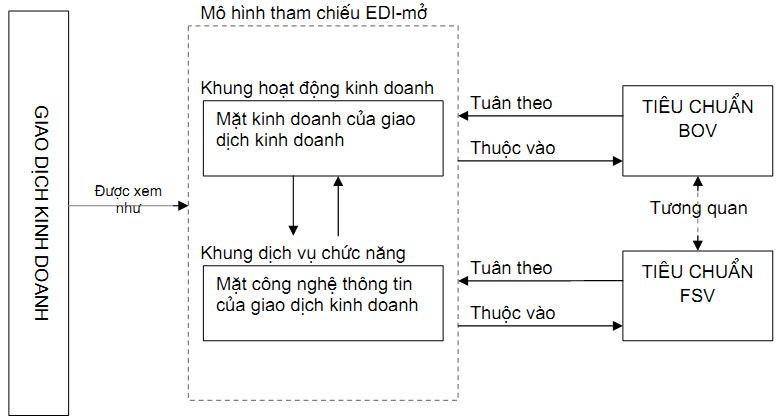 Mô hình tham chiếu EDI-mở
GIAO DỊCH KINH DOANH
Được xem
như
Khung hoạt động kinh doanh
Mặt kinh doanh của giao
dịch kinh doanh
Tuân theo
Thuộc vào
TIÊU CHUẨN
BOV
Tương quan
Khung dịch vụ chức năng
Mặt công nghệ thông tin
của giao dịch kinh doanh
Tuân theo
Thuộc vào
TIÊU CHUẨN
FSV